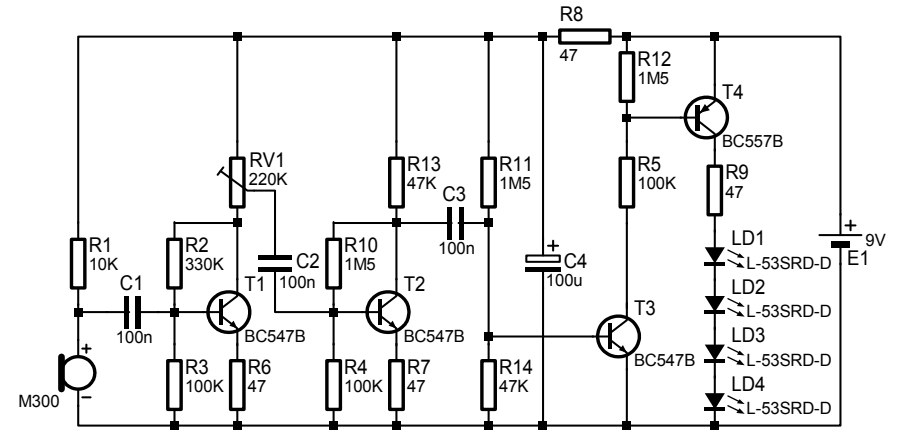 R8
47
R12
1M5
T4
BC557B
RV1
220K
R13
47K
C3
100n
R11
1M5
R5
100K
R9
47
R1
10K
R2
330K
C1
100n
T1
BC547B
C2
100n
R10
1M5
T2
BC547B
+
C4
100u
T3
BC547B
LD1
L-53SRD-D
LD2
L-53SRD-D
LD3
L-53SRD-D
LD4
L-53SRD-D
+
9V
E1
+
M300
-
R3
100K
R6
47
R4
100K
R7
47
R14
47K